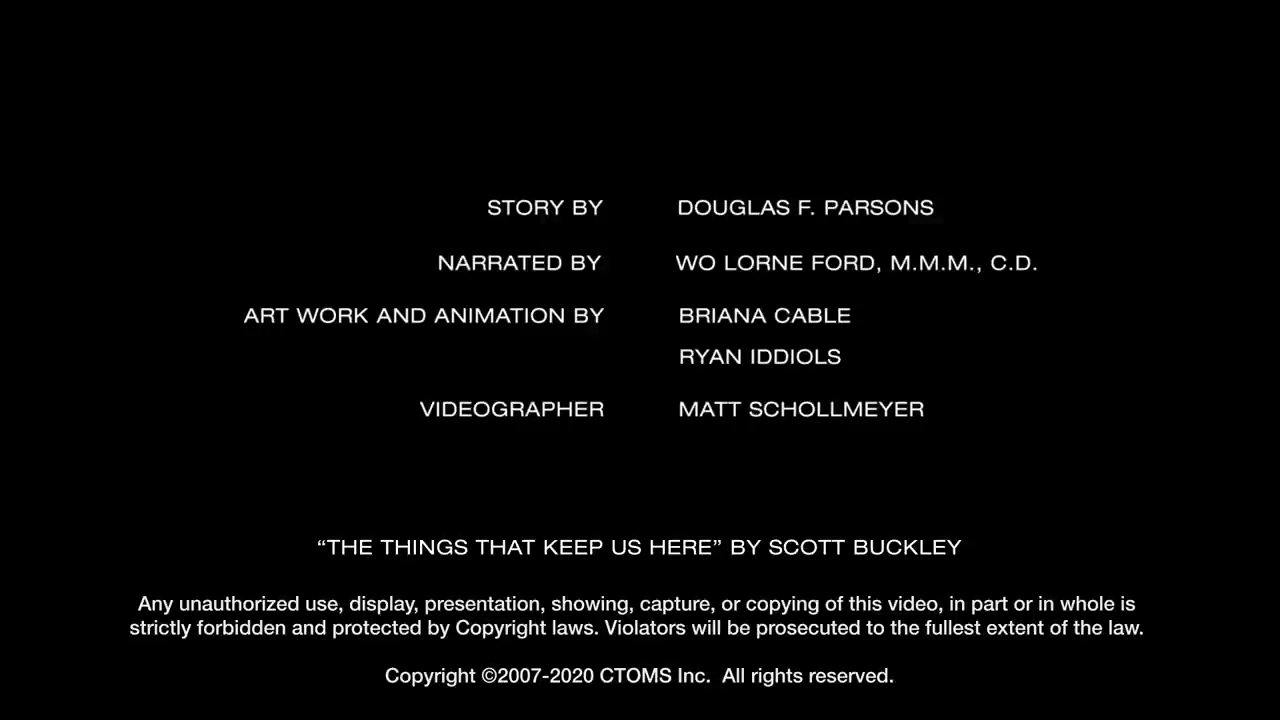 STORY BY DOUGLAS F. PARSONS
NARRATED BY WO LORNE FORD, M.M.M., C.D.
ART WORK AND ANIMATION BY BRIANA CABLE
RYAN IDDIOLS
VIDEOGRAPHER MATT SCHOLLMEYER
“THE THINGS THAT KEEP US HERE” BY SCOTT BUCKLEY
Any unauthorized use, display, presentation, showing, capture, or copying of this video, in part or in whole is
strictly forbidden and protected by Copyright laws. Violators will be prosecuted to the fullest extent of the law.
Copyright ©2007-2020 CTOMS Inc.  All rights reserved.